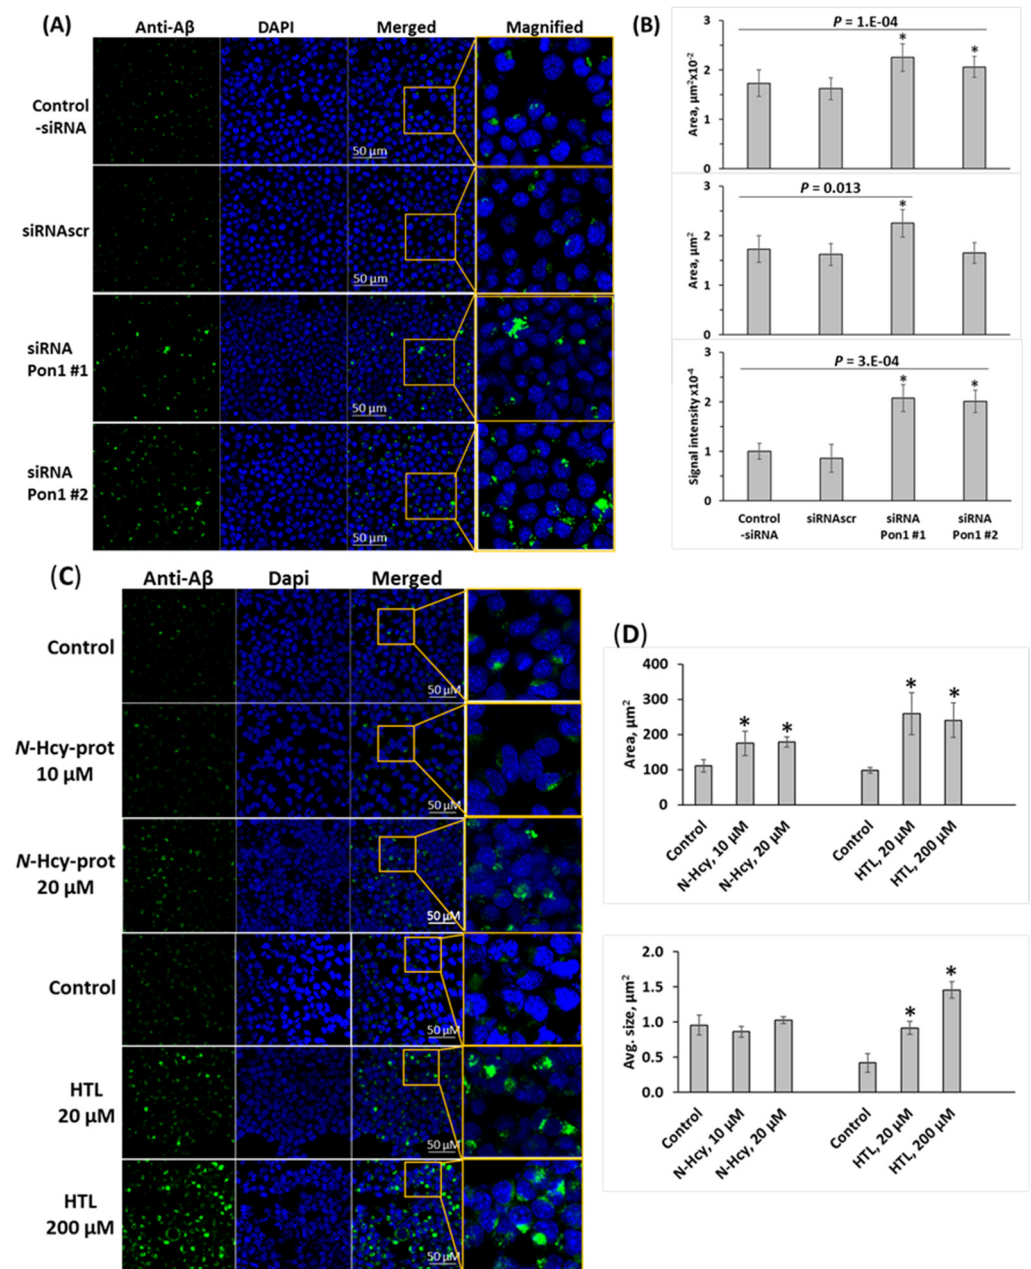 (A)
Anti-Aβ DAPI Merged Magnified
Control
-siRNA
50 µm
siRNAscr
50 µm
siRNA
Pon1 #1
50 µm
siRNA
Pon1 #2
50 µm
(B)
P = 1.E-04
Area, µm²x10⁻²
3
2
1
0
* *
P = 0.013
Area, µm²
3
2
1
0
*
P = 3.E-04
Signal intensity x10⁻⁴
3
2
1
0
* *
Control
-siRNA
siRNAscr
siRNA
Pon1 #1
siRNA
Pon1 #2
(C)
Anti-Aβ Dapi Merged
Control
50 µM
N-Hcy-prot
10 µM
50 µM
N-Hcy-prot
20 µM
50 µM
Control
50 µM
HTL
20 µM
50 µM
HTL
200 µM
50 µM
(D)
Area, µm²
400
300
200
100
0
* * * *
Control
N-Hcy, 10 µM
N-Hcy, 20 µM
Control
HTL, 20 µM
HTL, 200 µM
Avg. size, µm²
2.0
1.5
1.0
0.5
0.0
* *
Control
N-Hcy, 10 µM
N-Hcy, 20 µM
Control
HTL, 20 µM
HTL, 200 µM